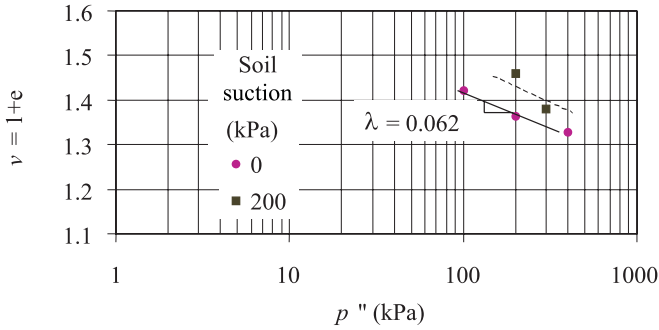 1.6
1.5
1.4
1.3
1.2
1.1
v = 1+e
Soil
suction
(kPa)
0
200
λ = 0.062
1
10
100
1000
p " (kPa)